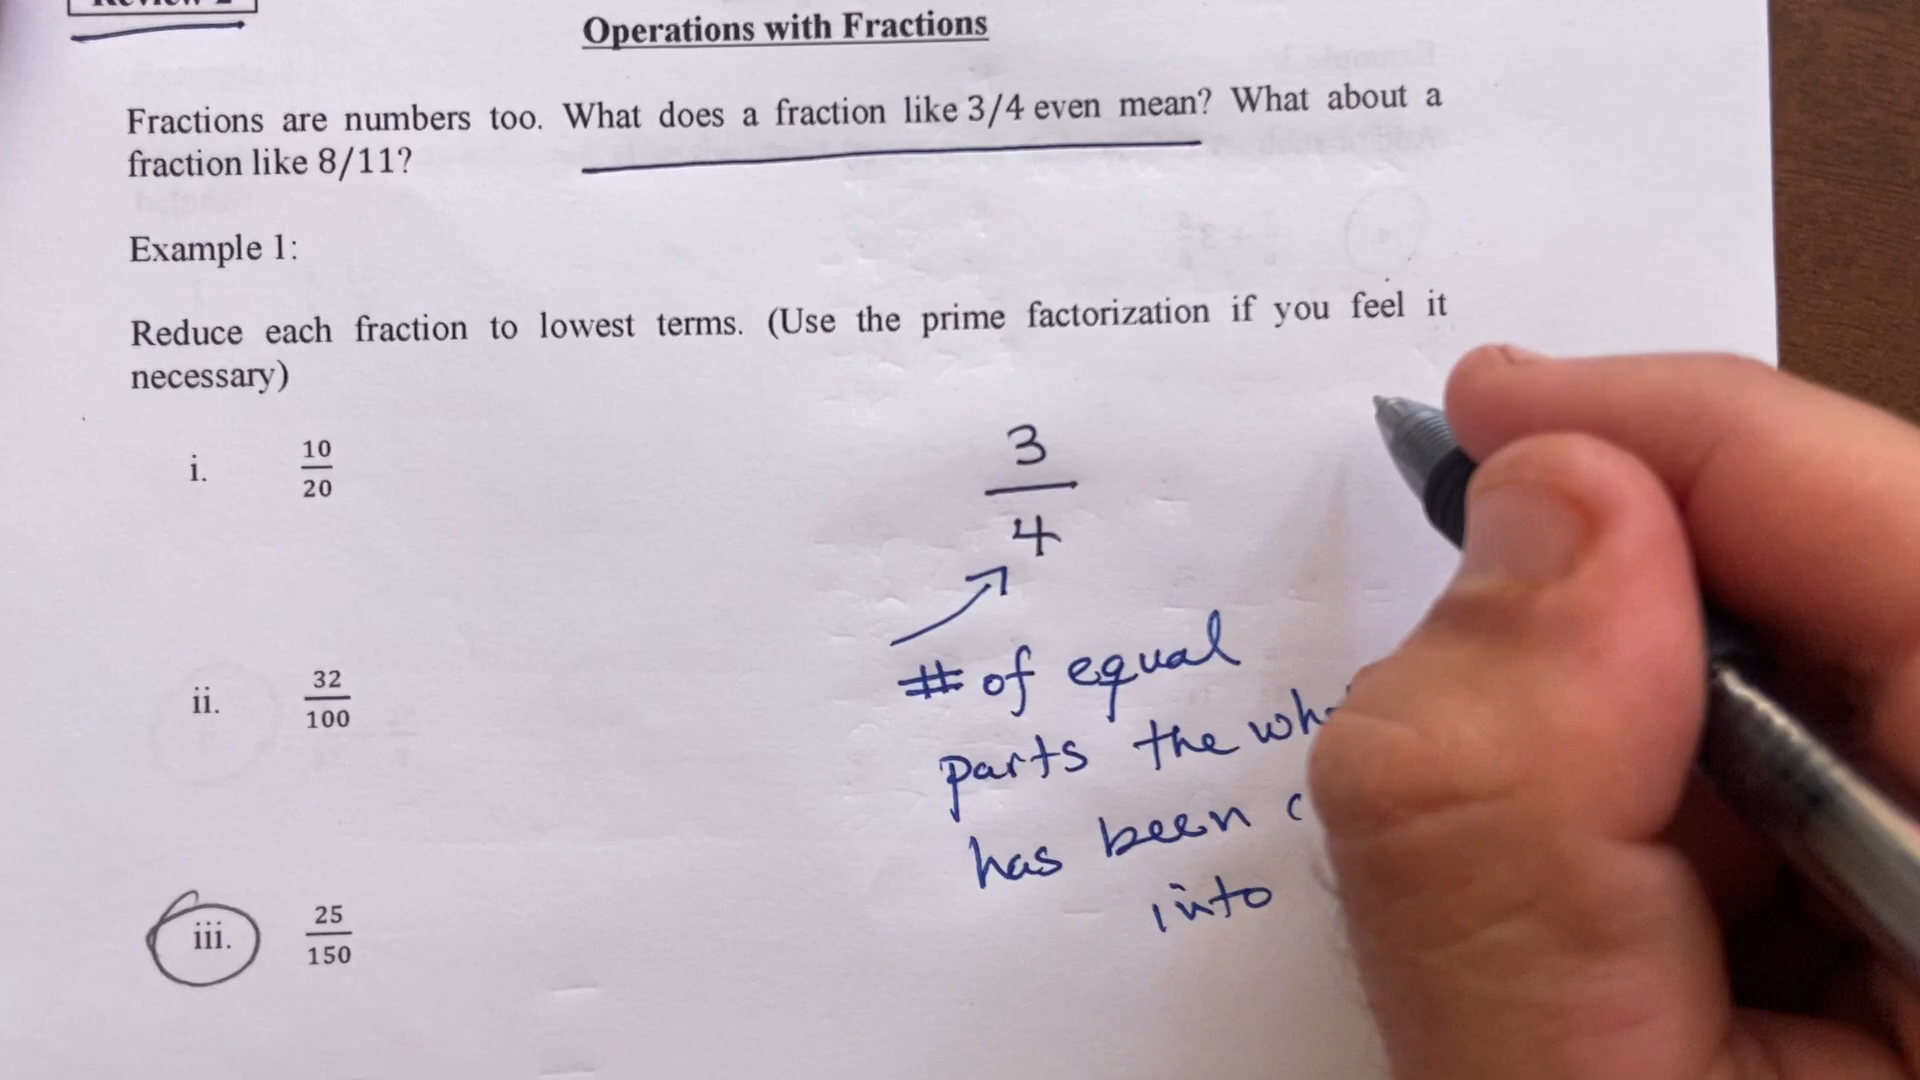 Operations with Fractions
Fractions are numbers too. What does a fraction like 3/4 even mean? What about a
fraction like 8/11?
Example 1:
Reduce each fraction to lowest terms. (Use the prime factorization if you feel it
necessary)
i. 10/20
3/4
# of equal
ii. 32/100
parts the
has been
into
iii. 25/150